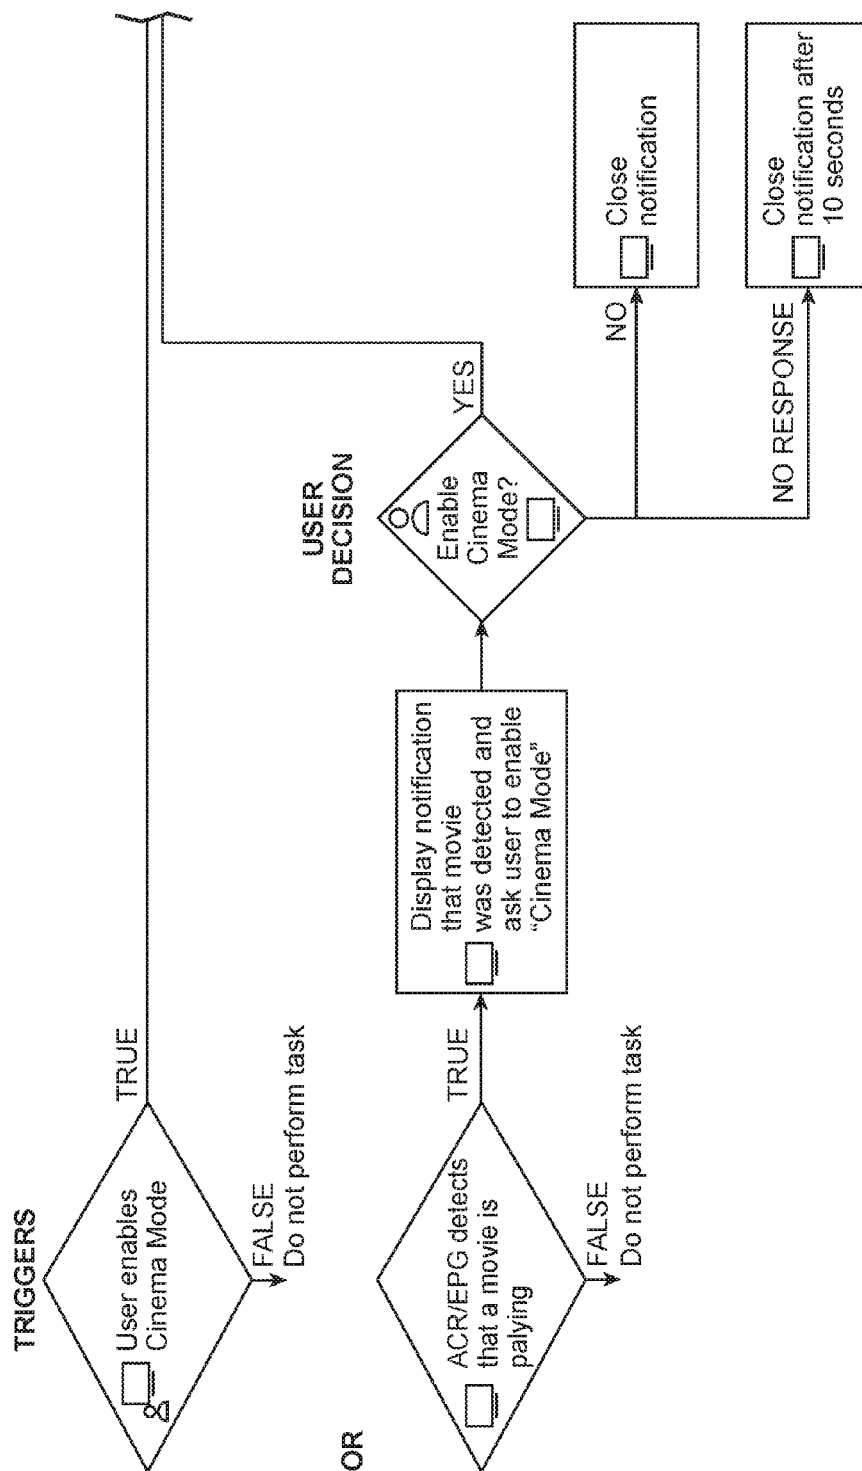 TRIGGERS
User enables
Cinema Mode
TRUE
FALSE
Do not perform task
OR
ACR/EPG detects
that a movie is
palying
TRUE
FALSE
Do not perform task
Display notification
that movie
was detected and
ask user to enable
“Cinema Mode”
USER
DECISION
Enable
Cinema
Mode?
YES
NO
Close
notification
NO RESPONSE
Close
notification after
10 seconds